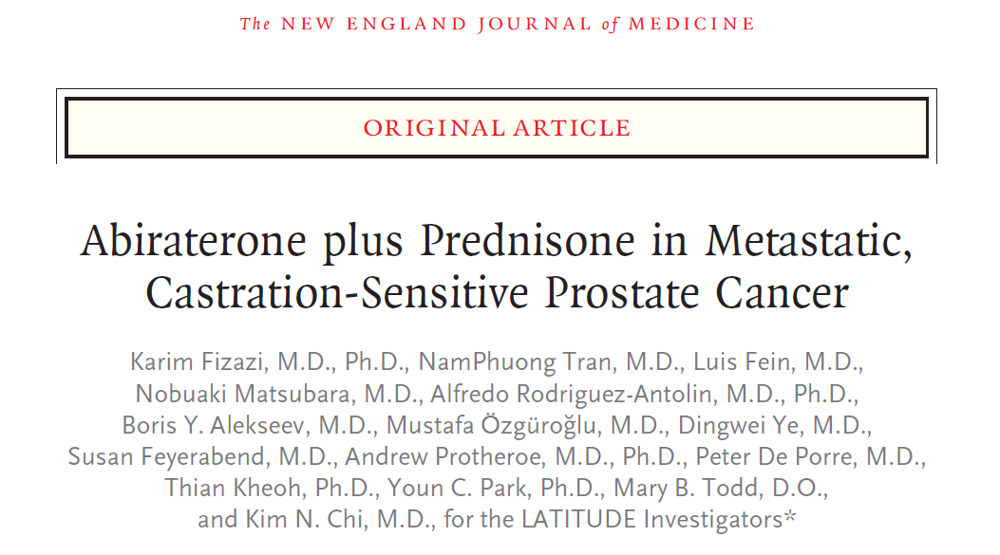 The NEW ENGLAND JOURNAL of MEDICINE
ORIGINAL ARTICLE
Abiraterone plus Prednisone in Metastatic,
Castration-Sensitive Prostate Cancer
Karim Fizazi, M.D., Ph.D., NamPhuong Tran, M.D., Luis Fein, M.D.,
Nobuaki Matsubara, M.D., Alfredo Rodriguez-Antolin, M.D., Ph.D.,
Boris Y. Alekseev, M.D., Mustafa Özgüroğlu, M.D., Dingwei Ye, M.D.,
Susan Feyerabend, M.D., Andrew Protheroe, M.D., Ph.D., Peter De Porre, M.D.,
Thian Kheoh, Ph.D., Youn C. Park, Ph.D., Mary B. Todd, D.O.,
and Kim N. Chi, M.D., for the LATITUDE Investigators*